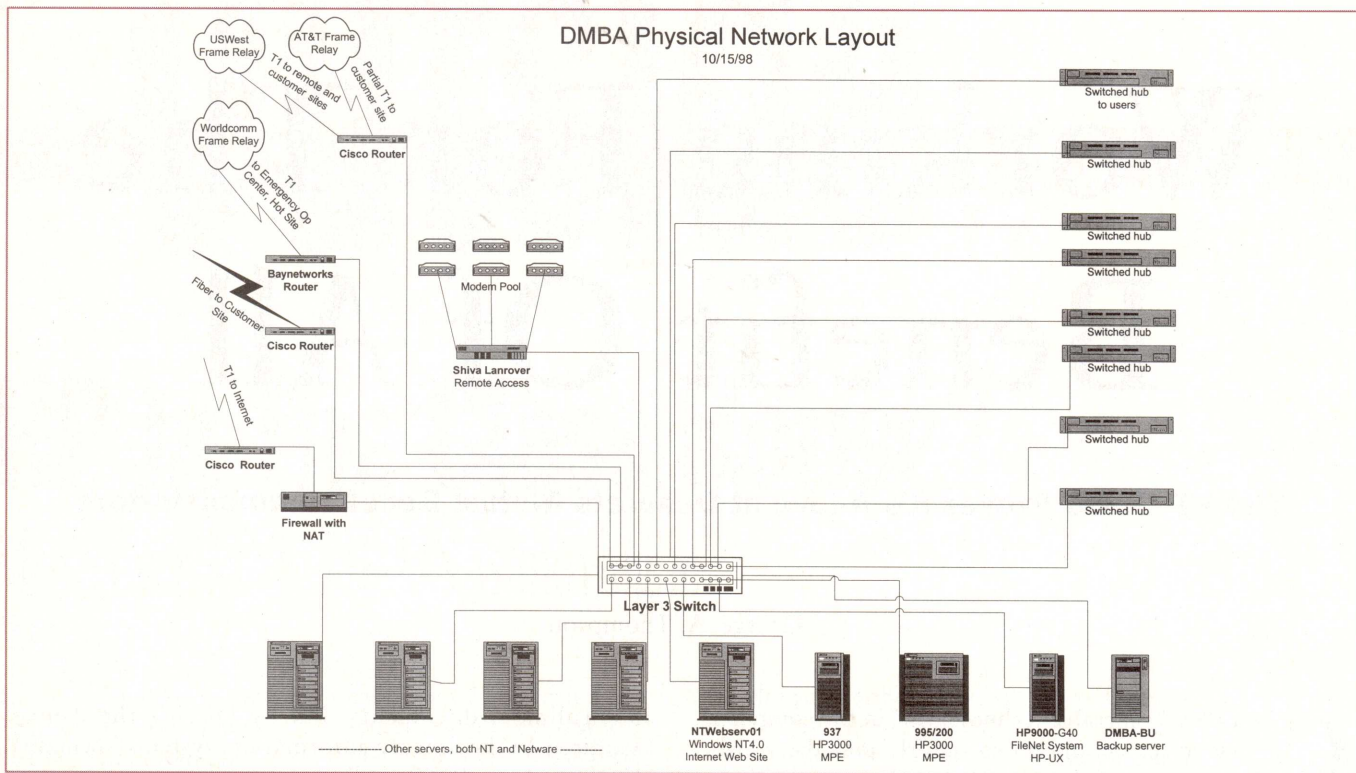 DMBA Physical Network Layout
10/15/98
USWest
Frame Relay
AT&T Frame
Relay
T1 to remote and
customer sites
Partial T1 to
customer site
Cisco Router
Worldcomm
Frame Relay
T1
to Emergency Op
Center, Hot Site
Baynetworks
Router
Fiber to Customer
Site
Cisco Router
T1 to Internet
Cisco Router
Firewall with
NAT
Modem Pool
Shiva Lanrover
Remote Access
Switched hub
to users
Switched hub
Switched hub
Switched hub
Switched hub
Switched hub
Switched hub
Switched hub
Layer 3 Switch
---------------- Other servers, both NT and Netware -----------
NTWebserv01
Windows NT4.0
Internet Web Site
937
HP3000
MPE
995/200
HP3000
MPE
HP9000-G40
FileNet System
HP-UX
DMBA-BU
Backup server